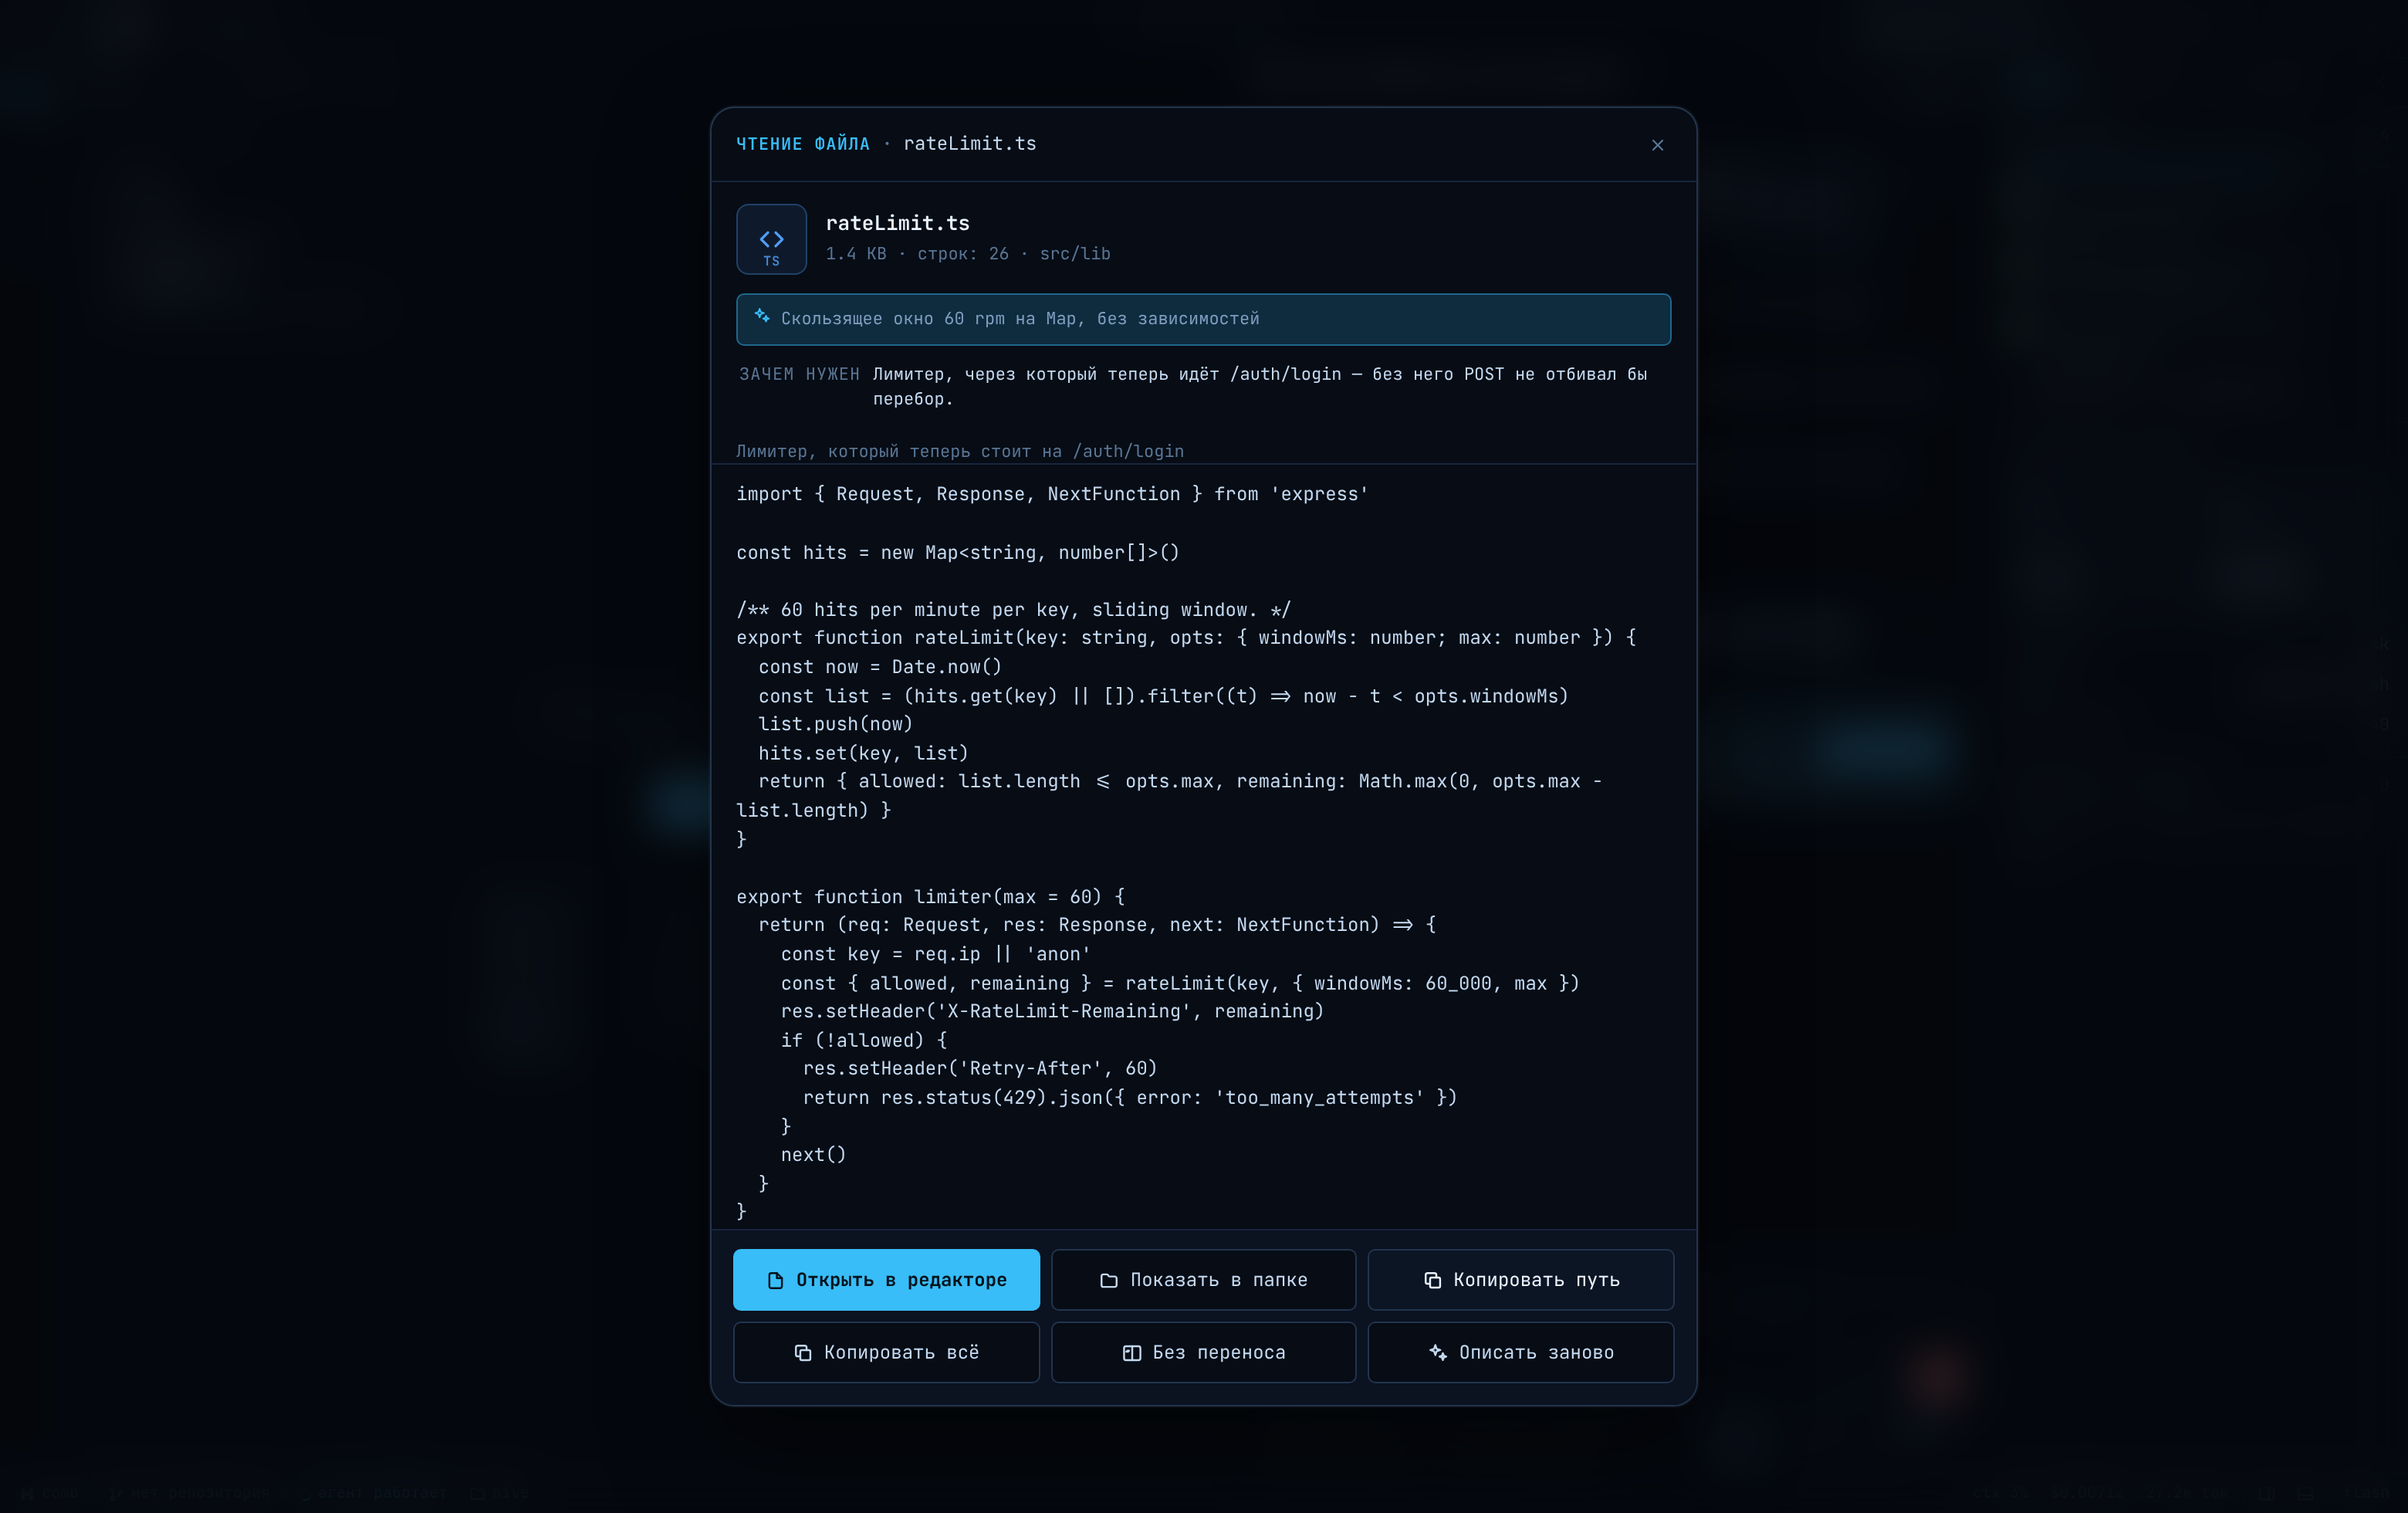 ЧТЕНИЕ ФАЙЛА · rateLimit.ts
rateLimit.ts
TS
1.4 KB · строк: 26 · src/lib
Скользящее окно 60 rpm на Map, без зависимостей
ЗАЧЕМ НУЖЕН Лимитер, через который теперь идёт /auth/login — без него POST не отбивал бы
перебор.
Лимитер, который теперь стоит на /auth/login
import { Request, Response, NextFunction } from 'express'
const hits = new Map<string, number[]>()
/** 60 hits per minute per key, sliding window. */
export function rateLimit(key: string, opts: { windowMs: number; max: number }) {
  const now = Date.now()
  const list = (hits.get(key) || []).filter((t) => now - t < opts.windowMs)
  list.push(now)
  hits.set(key, list)
  return { allowed: list.length <= opts.max, remaining: Math.max(0, opts.max -
list.length) }
}
export function limiter(max = 60) {
  return (req: Request, res: Response, next: NextFunction) => {
    const key = req.ip || 'anon'
    const { allowed, remaining } = rateLimit(key, { windowMs: 60_000, max })
    res.setHeader('X-RateLimit-Remaining', remaining)
    if (!allowed) {
      res.setHeader('Retry-After', 60)
      return res.status(429).json({ error: 'too_many_attempts' })
    }
    next()
  }
}
Открыть в редакторе
Показать в папке
Копировать путь
Копировать всё
Без переноса
Описать заново
агент работает